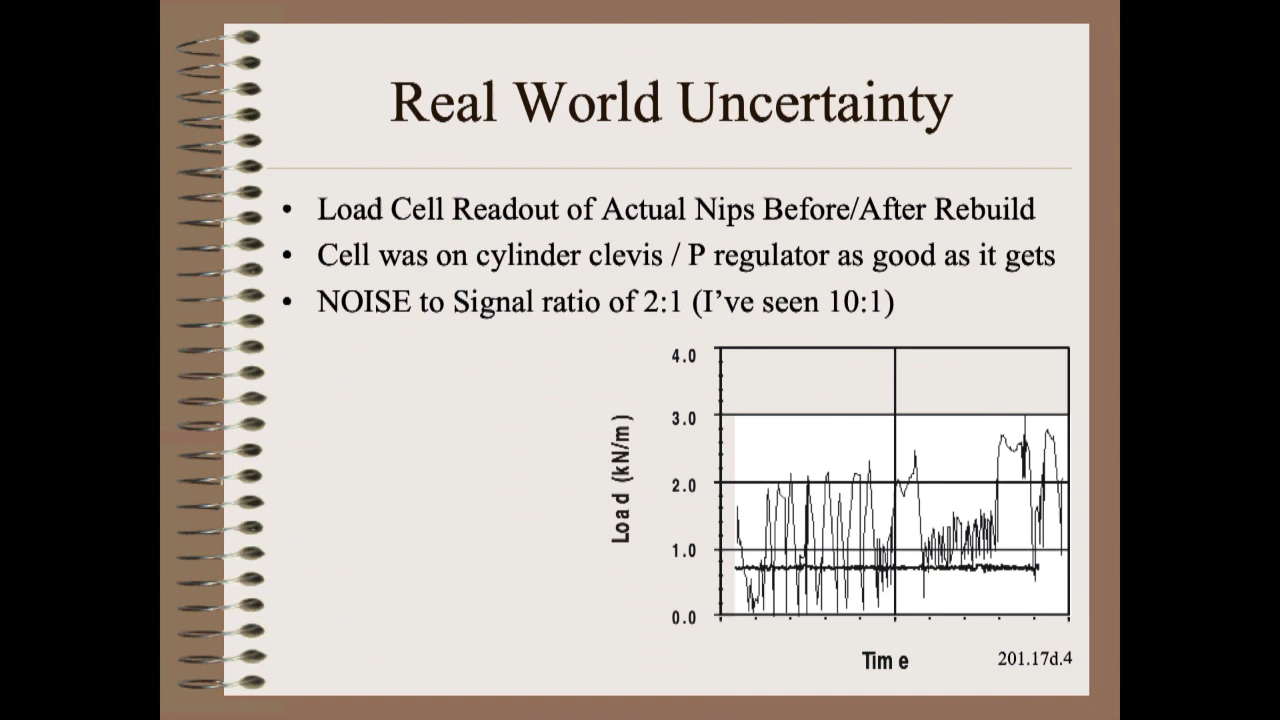 Real World Uncertainty
• Load Cell Readout of Actual Nips Before/After Rebuild
• Cell was on cylinder clevis / P regulator as good as it gets
• NOISE to Signal ratio of 2:1 (I’ve seen 10:1)
4.0
3.0
2.0
1.0
0.0
Load (kN/m)
Time
201.17d.4